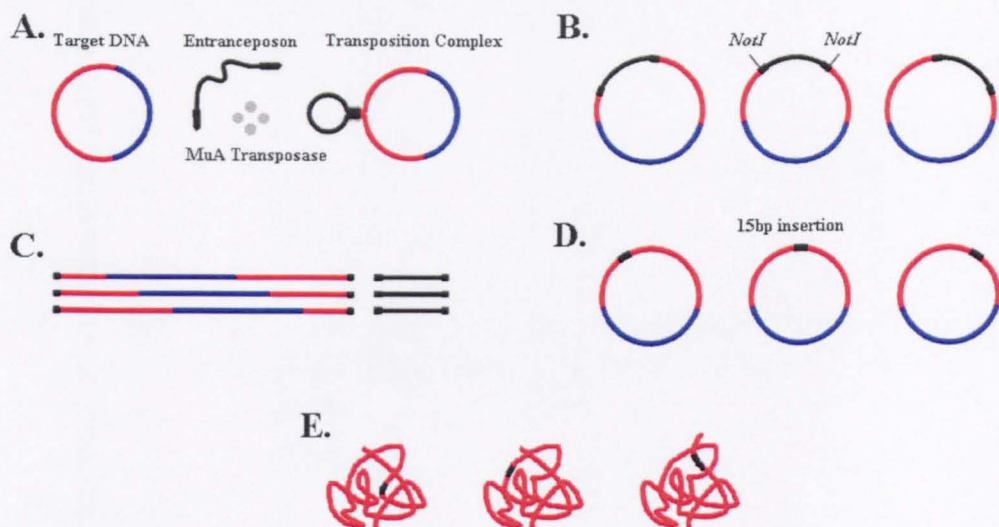 A.
Target DNA Entranceposon Transposition Complex
MuA Transposase
B.
NotI NotI
C.
D.
15bp insertion
E.